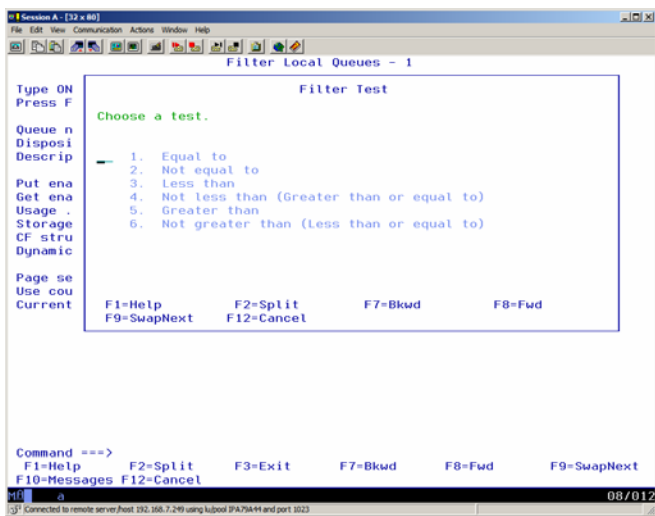 Session A - [32 x 80]
File Edit View Communication Actions Window Help
Filter Local Queues - 1
Type ON
Press F
Filter Test
Choose a test.
Queue n
Disposi
Descrip
1. Equal to
2. Not equal to
Put ena
3. Less than
Get ena
4. Not less than (Greater than or equal to)
Usage .
5. Greater than
Storage
6. Not greater than (Less than or equal to)
CF stru
Dynamic
Page se
Use cou
Current
F1=Help F2=Split F7=Bkwd F8=Fwd
F9=SwapNext F12=Cancel
Command ===>
F1=Help F2=Split F3=Exit F7=Bkwd F8=Fwd F9=SwapNext
F10=Messages F12=Cancel
a 08/012
Connected to remote server/host 192.168.7.249 using lu/pool IPA79A44 and port 1023